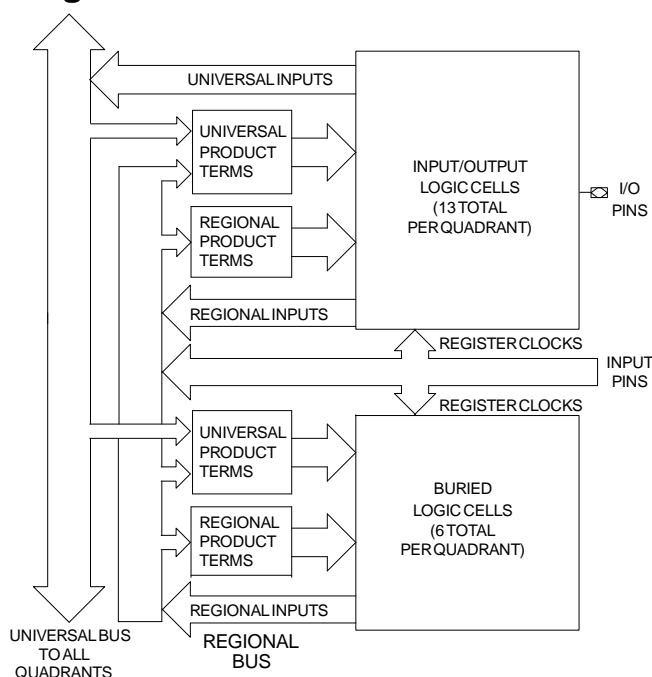 UNIVERSAL INPUTS
UNIVERSAL
PRODUCT
TERMS
INPUT/OUTPUT
LOGIC CELLS
(13 TOTAL
PER QUADRANT)
I/O
PINS
REGIONAL
PRODUCT
TERMS
REGIONAL INPUTS
REGISTER CLOCKS
INPUT
PINS
REGISTER CLOCKS
UNIVERSAL
PRODUCT
TERMS
BURIED
LOGIC CELLS
(6 TOTAL
PER QUADRANT)
REGIONAL
PRODUCT
TERMS
REGIONAL INPUTS
UNIVERSAL BUS
TO ALL
QUADRANTS
REGIONAL
BUS